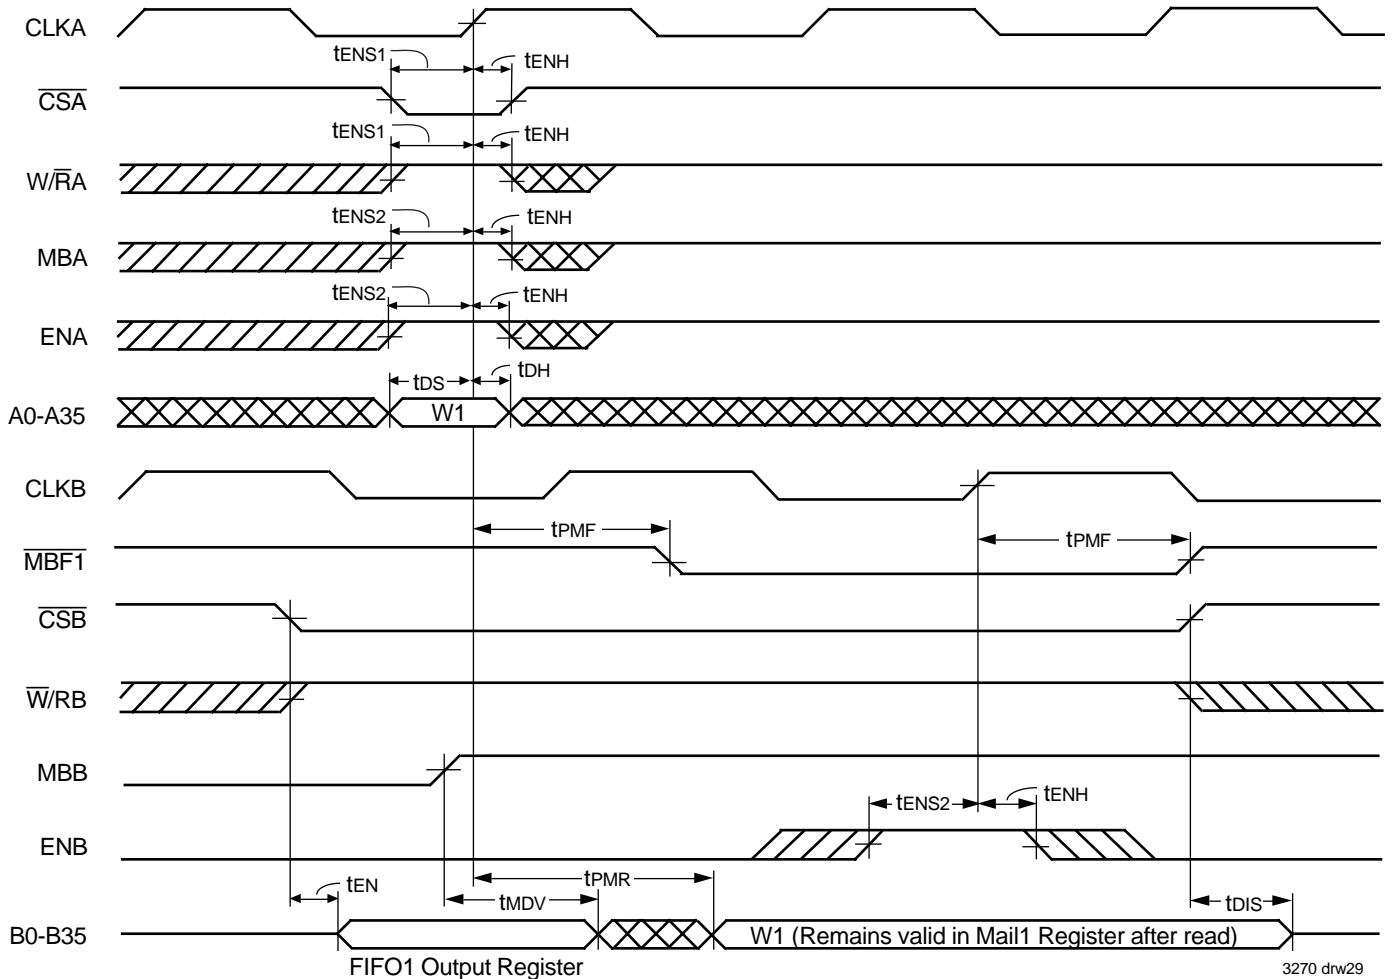 CLKA
tENS1
tENH
CSA
tENS1
tENH
W/RA
tENS2
tENH
MBA
tENS2
tENH
ENA
tDS
tDH
A0-A35
W1
CLKB
tPMF
tPMF
MBF1
CSB
W/RB
MBB
tENS2
tENH
ENB
tEN
tPMR
tMDV
tDIS
B0-B35
W1 (Remains valid in Mail1 Register after read)
FIFO1 Output Register
3270 drw29